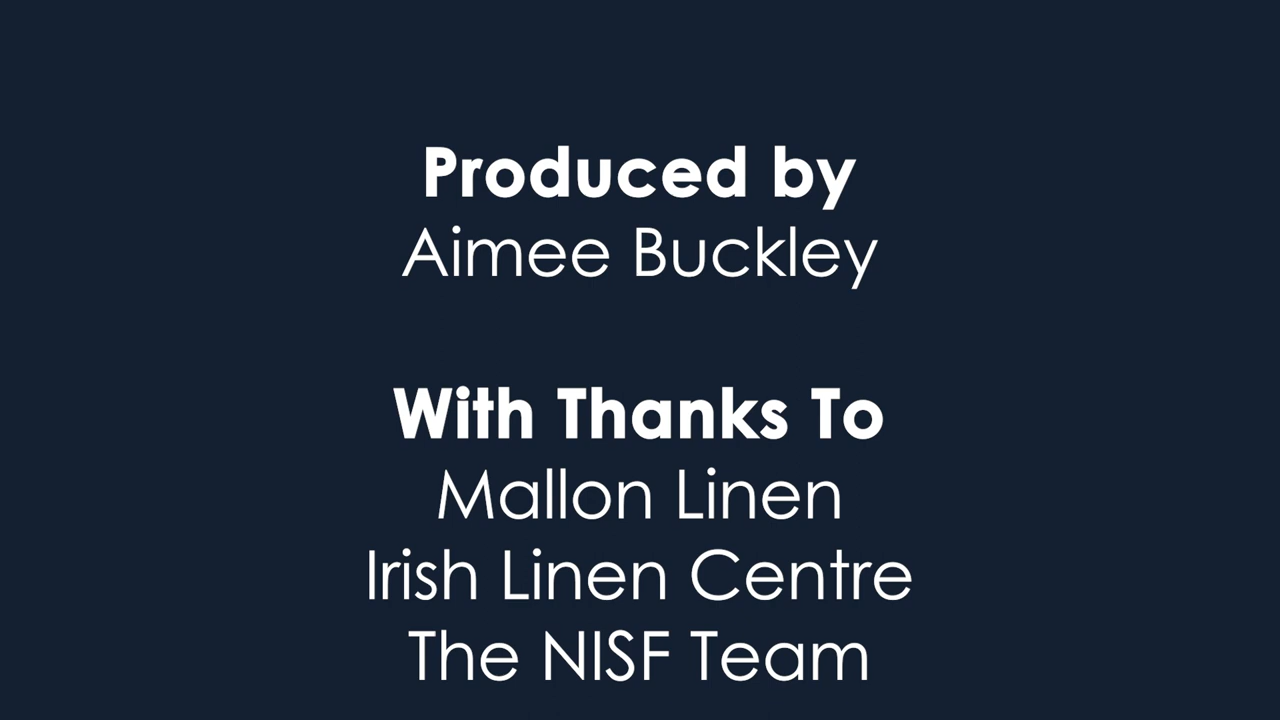 Produced by
Aimee Buckley
With Thanks To
Mallon Linen
Irish Linen Centre
The NISF Team